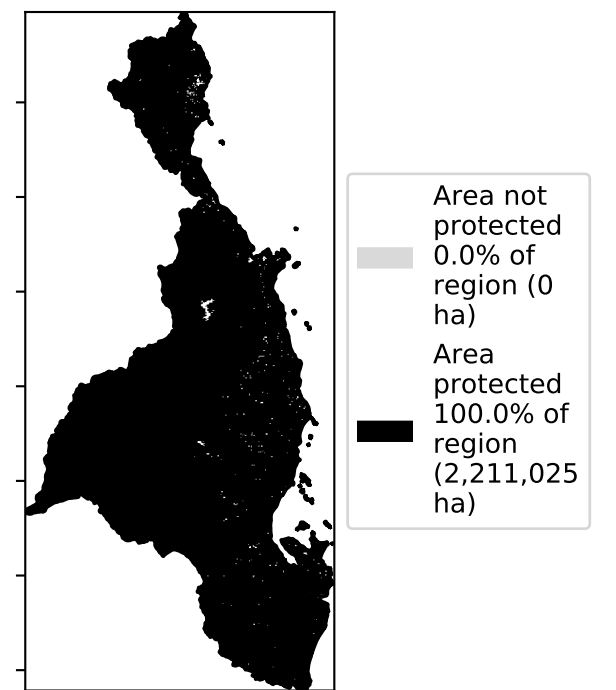 Area not
protected
0.0% of
region (0
ha)
Area
protected
100.0% of
region
(2,211,025
ha)